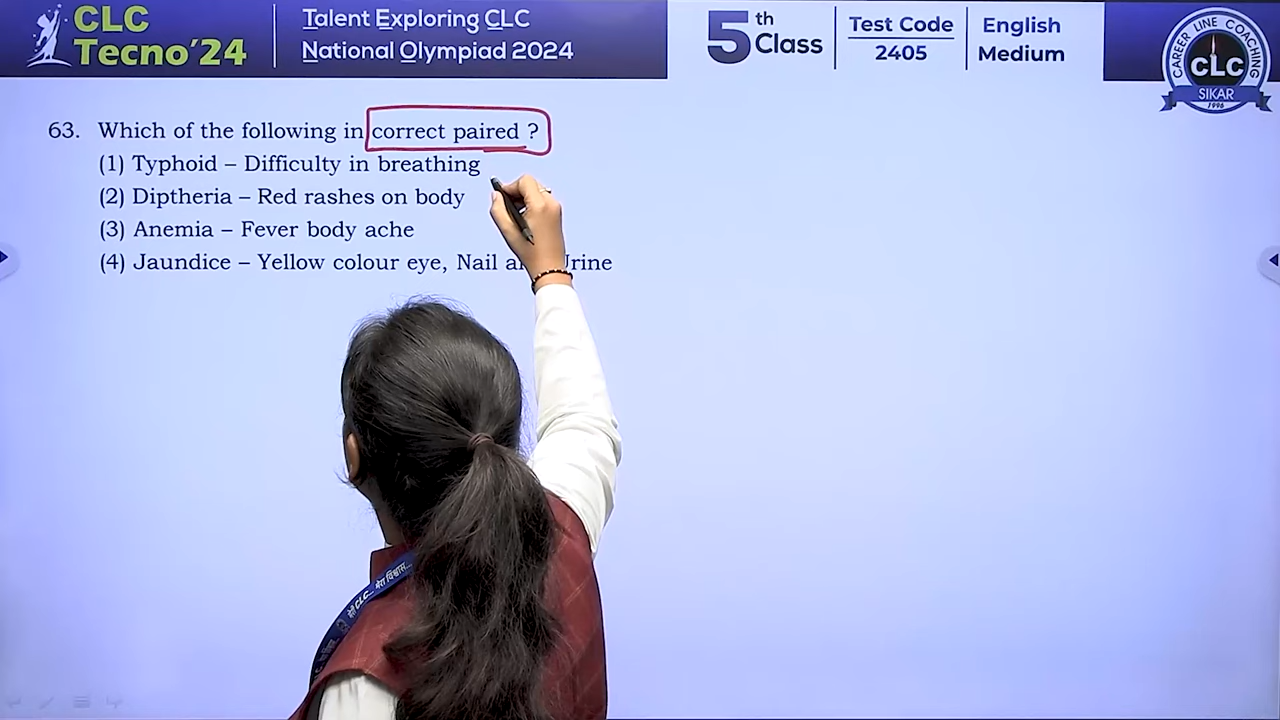 CLC
Tecno'24
Talent Exploring CLC
National Olympiad 2024
5th
Class
Test Code
2405
English
Medium
CAREER LINE COACHING
CLC
SIKAR
1996
63. Which of the following in correct paired ?
(1) Typhoid – Difficulty in breathing
(2) Diptheria – Red rashes on body
(3) Anemia – Fever body ache
(4) Jaundice – Yellow colour eye, Nail Urine
CLC...